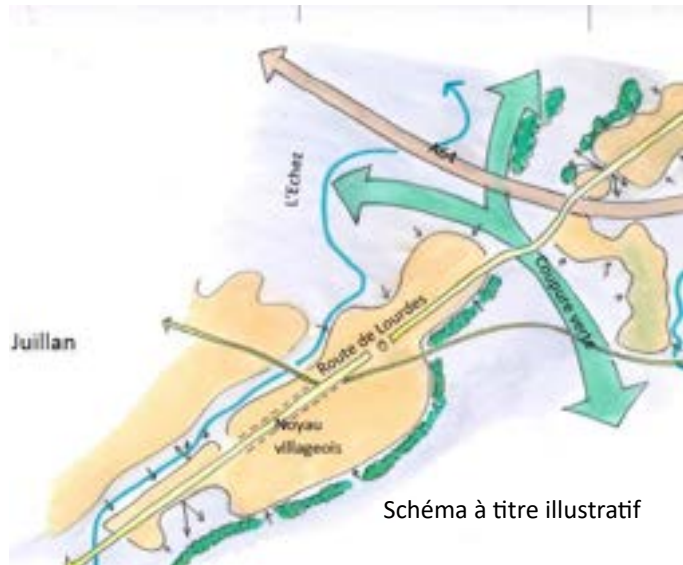 A64
L'Echez
Coupure verte
Juillan
Route de Lourdes
Noyau
villageois
Schéma à titre illustratif